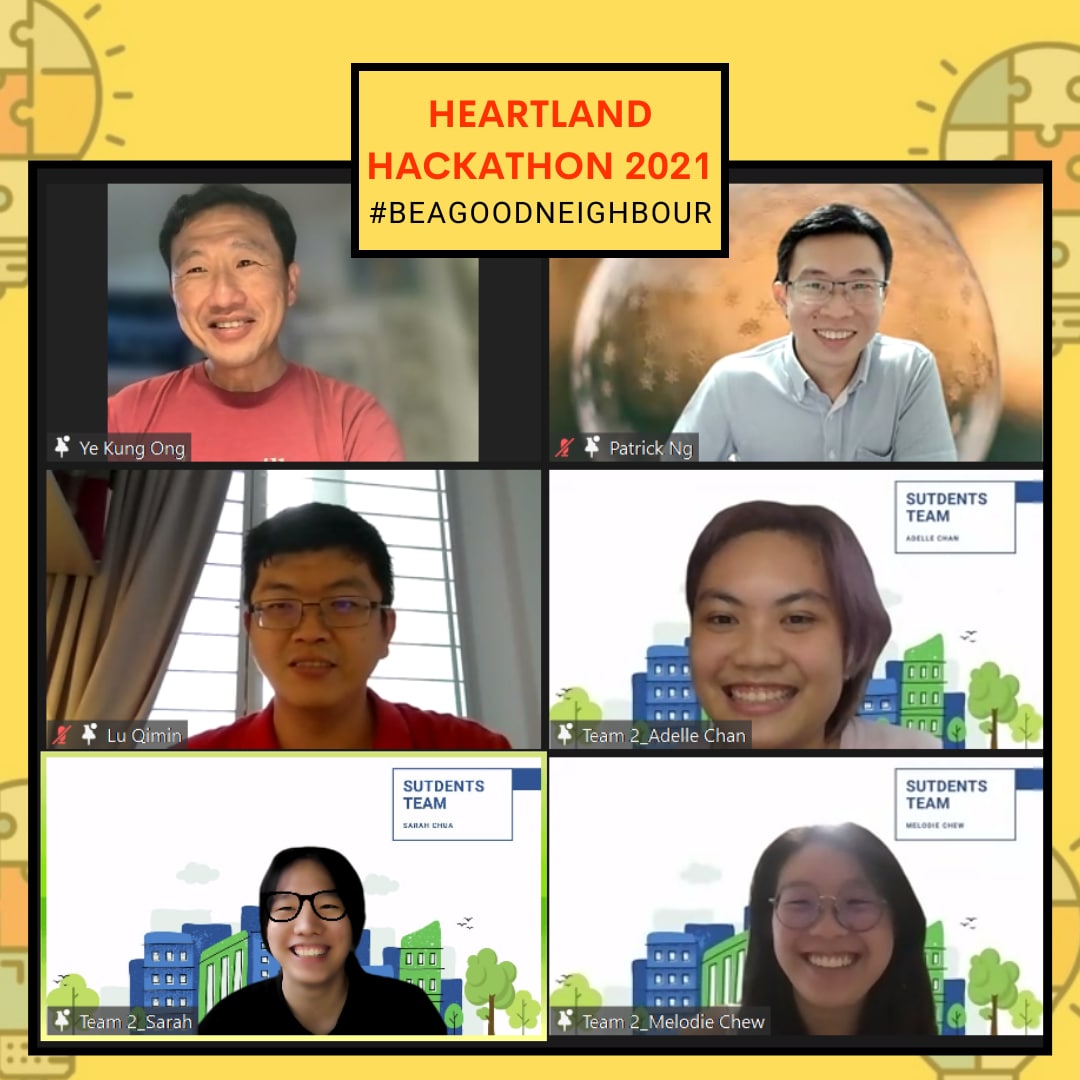 HEARTLAND
HACKATHON 2021
#BEAGOODNEIGHBOUR
Ye Kung Ong
Patrick Ng
Lu Qimin
SUTDENTS
TEAM
ADELLE CHAN
Team 2_Adelle Chan
SUTDENTS
TEAM
SARAH CHUA
Team 2_Sarah
SUTDENTS
TEAM
MELODIE CHEW
Team 2_Melodie Chew